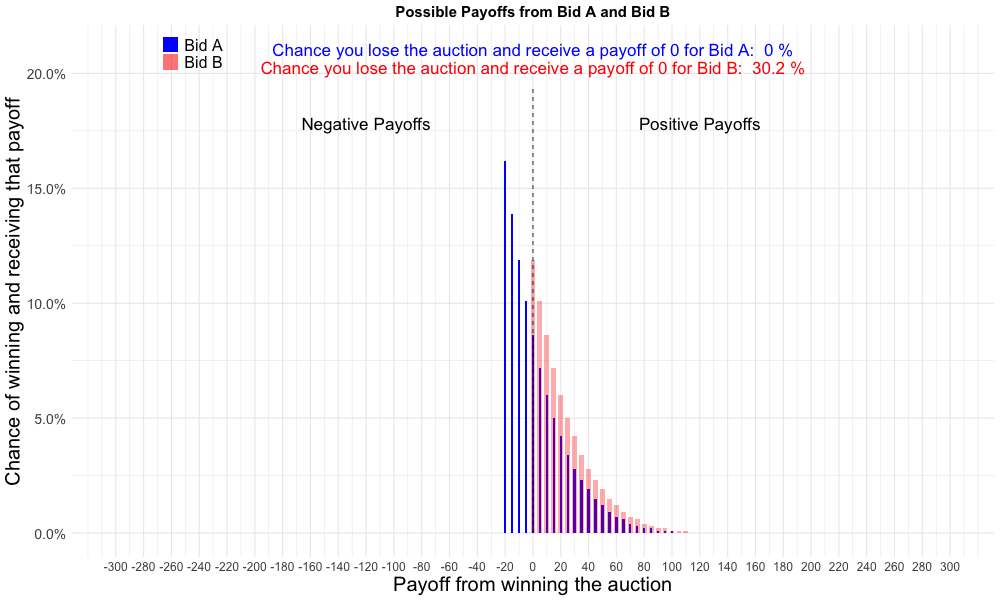 Possible Payoffs from Bid A and Bid B
Bid A
Bid B
Chance you lose the auction and receive a payoff of 0 for Bid A:  0 %
Chance you lose the auction and receive a payoff of 0 for Bid B:  30.2 %
Negative Payoffs
Positive Payoffs
Chance of winning and receiving that payoff
20.0%
15.0%
10.0%
5.0%
0.0%
-300 -280 -260 -240 -220 -200 -180 -160 -140 -120 -100 -80 -60 -40 -20 0 20 40 60 80 100 120 140 160 180 200 220 240 260 280 300
Payoff from winning the auction